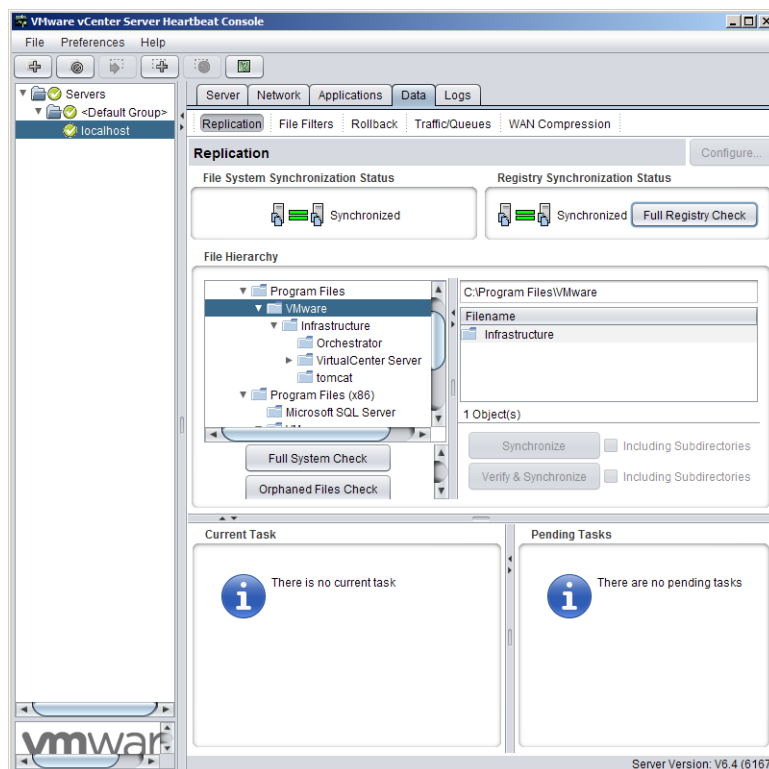 VMware vCenter Server Heartbeat Console
File Preferences Help
Servers
<Default Group>
localhost
Server Network Applications Data Logs
Replication File Filters Rollback Traffic/Queues WAN Compression
Replication Configure...
File System Synchronization Status
Synchronized
Registry Synchronization Status
Synchronized Full Registry Check
File Hierarchy
Program Files
VMware
Infrastructure
Orchestrator
VirtualCenter Server
tomcat
Program Files (x86)
Microsoft SQL Server
Full System Check
Orphaned Files Check
C:\Program Files\VMware
Filename
Infrastructure
1 Object(s)
Synchronize Including Subdirectories
Verify & Synchronize Including Subdirectories
Current Task
There is no current task
Pending Tasks
There are no pending tasks
vmwar
Server Version: V6.4 (6167